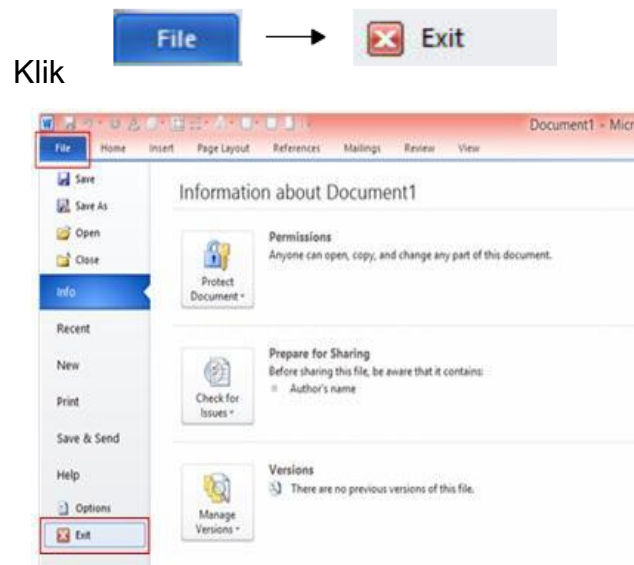 File Exit
Klik
Document1 - Micr
File Home Insert Page Layout References Mailings Review View
Save
Save As
Open
Close
Info
Recent
New
Print
Save & Send
Help
Options
Exit
Information about Document1
Protect
Document
Permissions
Anyone can open, copy, and change any part of this document.
Check for
Issues
Prepare for Sharing
Before sharing this file, be aware that it contains:
Author's name
Manage
Versions
Versions
There are no previous versions of this file.